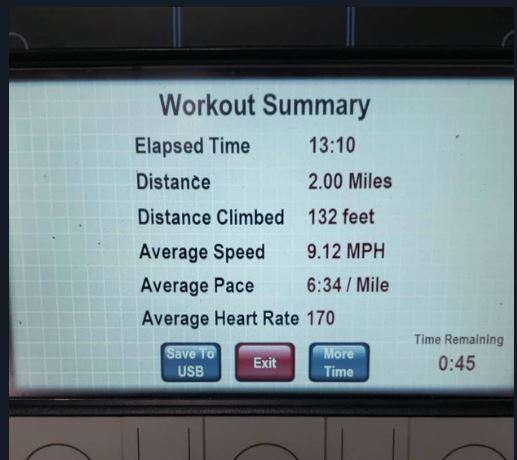 Workout Summary
Elapsed Time 13:10
Distance 2.00 Miles
Distance Climbed 132 feet
Average Speed 9.12 MPH
Average Pace 6:34 / Mile
Average Heart Rate 170
Save To
USB
Exit
More
Time
Time Remaining
0:45